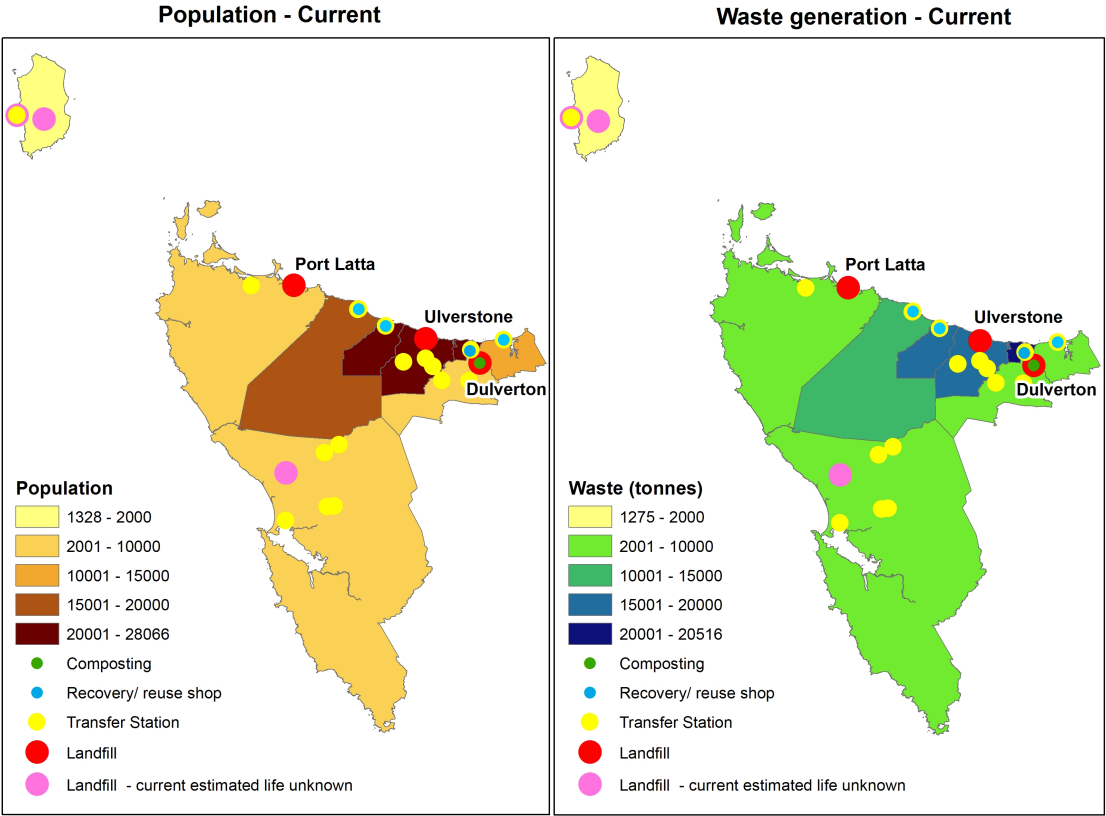 Population - Current
Port Latta
Ulverstone
Dulverton
Population
1328 - 2000
2001 - 10000
10001 - 15000
15001 - 20000
20001 - 28066
Composting
Recovery/ reuse shop
Transfer Station
Landfill
Landfill - current estimated life unknown
Waste generation - Current
Port Latta
Ulverstone
Dulverton
Waste (tonnes)
1275 - 2000
2001 - 10000
10001 - 15000
15001 - 20000
20001 - 20516
Composting
Recovery/ reuse shop
Transfer Station
Landfill
Landfill - current estimated life unknown